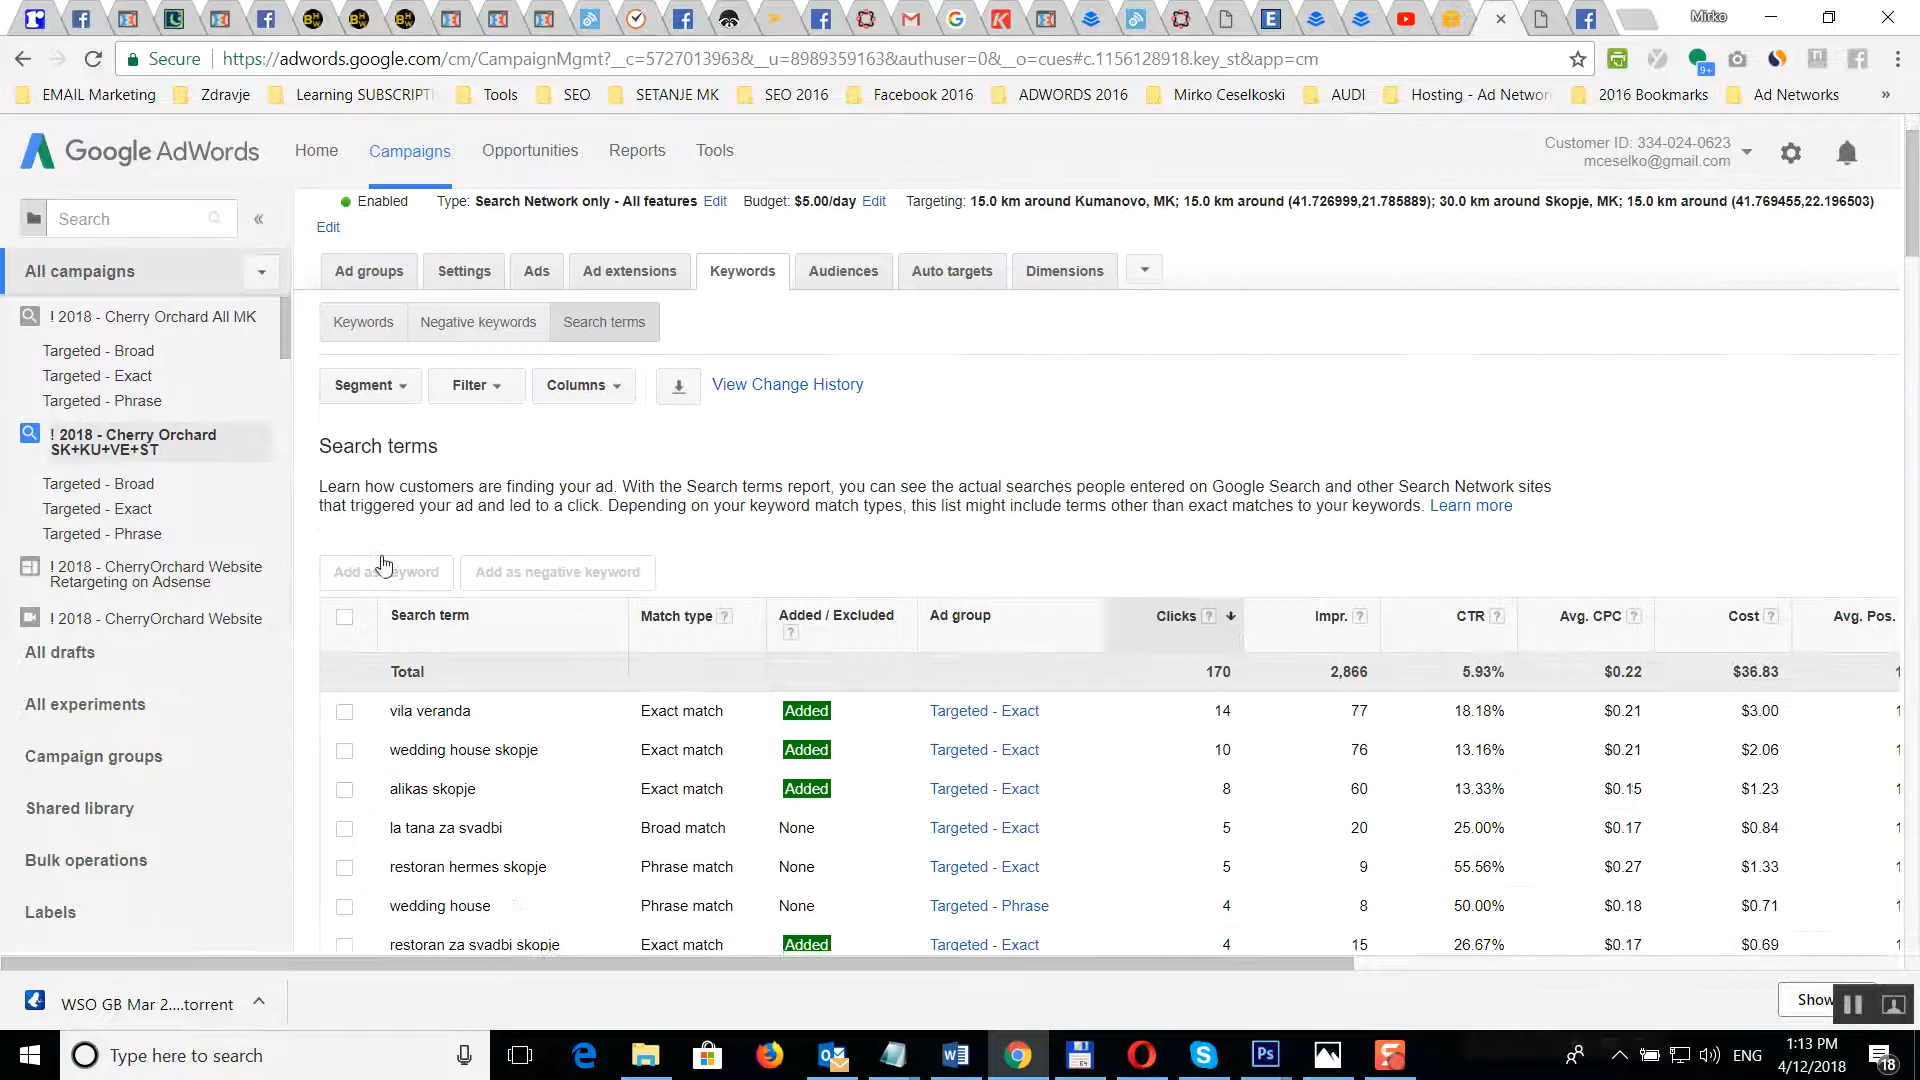 Mirko
Secure
https://adwords.google.com/cm/CampaignMgmt?__c=5727013963&__u=8989359163&authuser=0&__o=cues#c.1156128918.key_st&app=cm
9+
EMAIL Marketing
Zdravje
Learning SUBSCRIPTI
Tools
SEO
SETANJE MK
SEO 2016
Facebook 2016
ADWORDS 2016
Mirko Ceselkoski
AUDI
Hosting - Ad Networ
2016 Bookmarks
Ad Networks
»
Google AdWords
Home
Campaigns
Opportunities
Reports
Tools
Customer ID: 334-024-0623
mceselko@gmail.com
Search
«
Enabled Type: Search Network only - All features Edit Budget: $5.00/day Edit Targeting: 15.0 km around Kumanovo, MK; 15.0 km around (41.726999,21.785889); 30.0 km around Skopje, MK; 15.0 km around (41.769455,22.196503)
Edit
All campaigns
! 2018 - Cherry Orchard All MK
Targeted - Broad
Targeted - Exact
Targeted - Phrase
! 2018 - Cherry Orchard
SK+KU+VE+ST
Targeted - Broad
Targeted - Exact
Targeted - Phrase
! 2018 - CherryOrchard Website
Retargeting on Adsense
! 2018 - CherryOrchard Website
All drafts
All experiments
Campaign groups
Shared library
Bulk operations
Labels
Ad groups
Settings
Ads
Ad extensions
Keywords
Audiences
Auto targets
Dimensions
Keywords
Negative keywords
Search terms
Segment
Filter
Columns
View Change History
Search terms
Learn how customers are finding your ad. With the Search terms report, you can see the actual searches people entered on Google Search and other Search Network sites
that triggered your ad and led to a click. Depending on your keyword match types, this list might include terms other than exact matches to your keywords. Learn more
Add as keyword
Add as negative keyword
Search term Match type ? Added / Excluded ? Ad group Clicks ? Impr. ? CTR ? Avg. CPC ? Cost ? Avg. Pos.
Total 170 2,866 5.93% $0.22 $36.83 1
vila veranda Exact match Added Targeted - Exact 14 77 18.18% $0.21 $3.00 1
wedding house skopje Exact match Added Targeted - Exact 10 76 13.16% $0.21 $2.06 1
alikas skopje Exact match Added Targeted - Exact 8 60 13.33% $0.15 $1.23 1
la tana za svadbi Broad match None Targeted - Exact 5 20 25.00% $0.17 $0.84 1
restoran hermes skopje Phrase match None Targeted - Exact 5 9 55.56% $0.27 $1.33 1
wedding house Phrase match None Targeted - Phrase 4 8 50.00% $0.18 $0.71 1
restoran za svadbi skopje Exact match Added Targeted - Exact 4 15 26.67% $0.17 $0.69 1
WSO GB Mar 2....torrent
Show
Type here to search
ENG
1:13 PM
4/12/2018
18